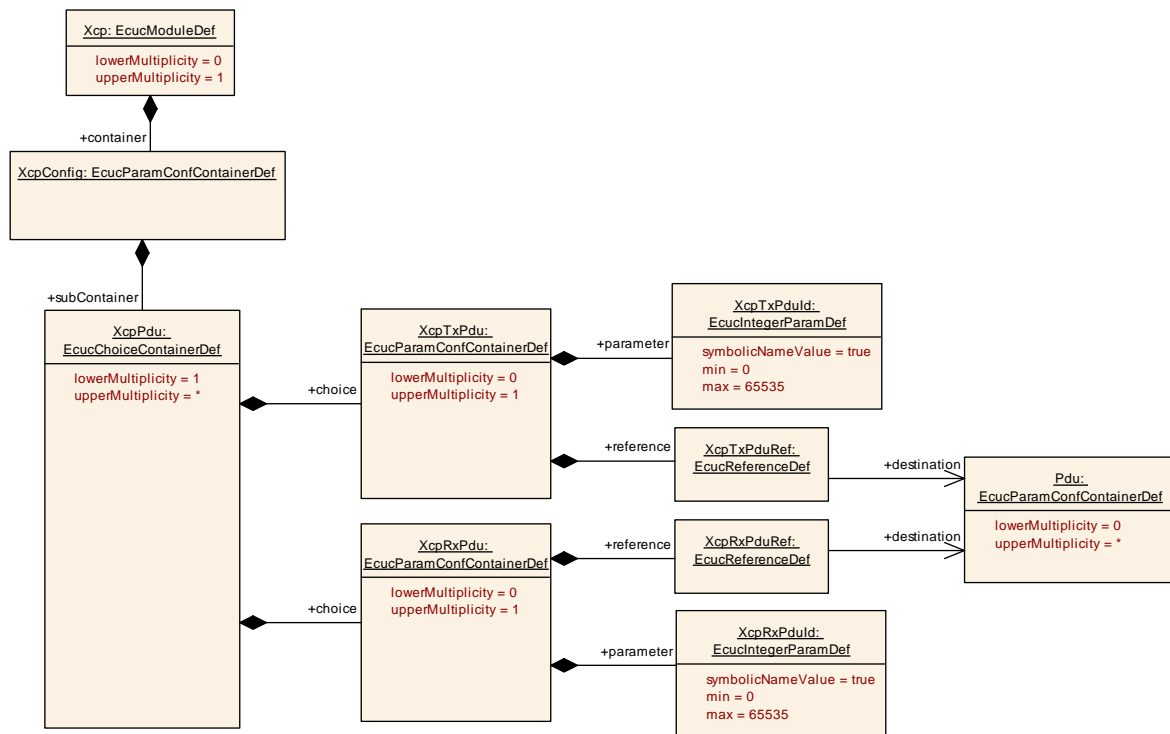 Xcp: EcucModuleDef
lowerMultiplicity = 0
upperMultiplicity = 1
+container
XcpConfig: EcucParamConfContainerDef
+subContainer
XcpPdu:
EcucChoiceContainerDef
lowerMultiplicity = 1
upperMultiplicity = *
+choice
XcpTxPdu:
EcucParamConfContainerDef
lowerMultiplicity = 0
upperMultiplicity = 1
+parameter
XcpTxPduId:
EcucIntegerParamDef
symbolicNameValue = true
min = 0
max = 65535
+reference
XcpTxPduRef:
EcucReferenceDef
+destination
Pdu:
EcucParamConfContainerDef
lowerMultiplicity = 0
upperMultiplicity = *
+choice
XcpRxPdu:
EcucParamConfContainerDef
lowerMultiplicity = 0
upperMultiplicity = 1
+reference
XcpRxPduRef:
EcucReferenceDef
+destination
+parameter
XcpRxPduId:
EcucIntegerParamDef
symbolicNameValue = true
min = 0
max = 65535